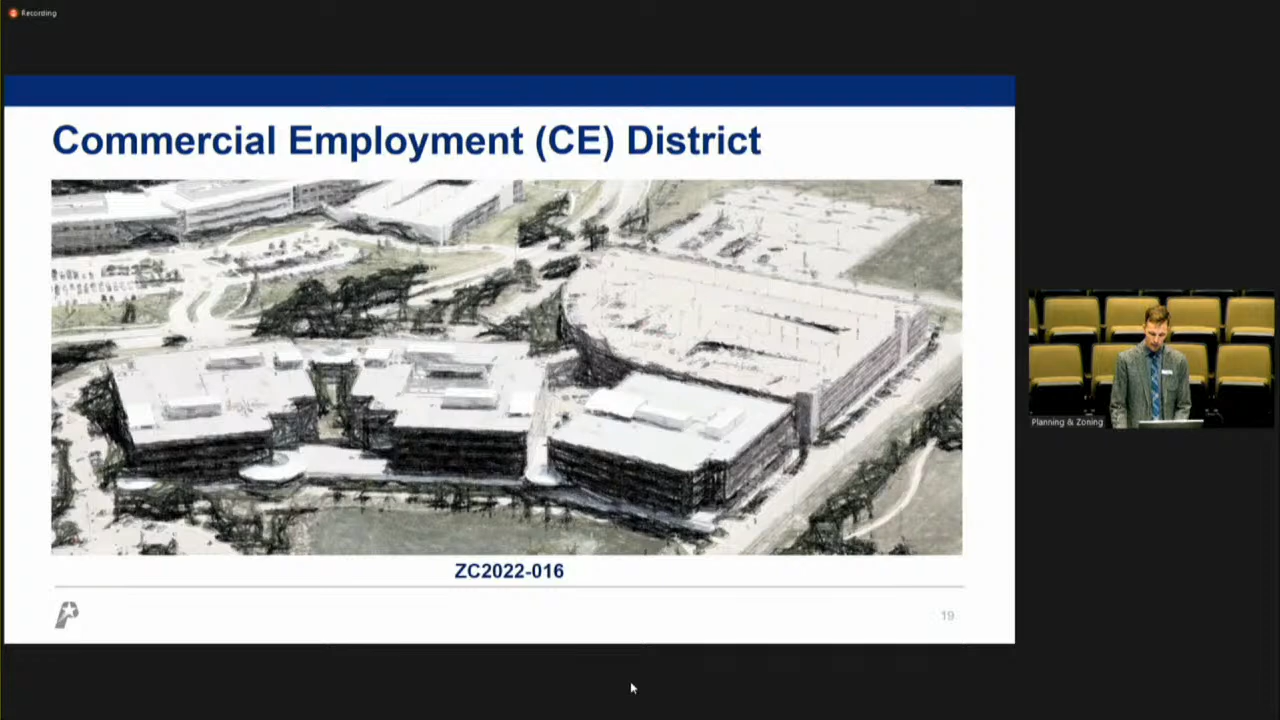 Recording
Commercial Employment (CE) District
ZC2022-016
19
Planning & Zoning